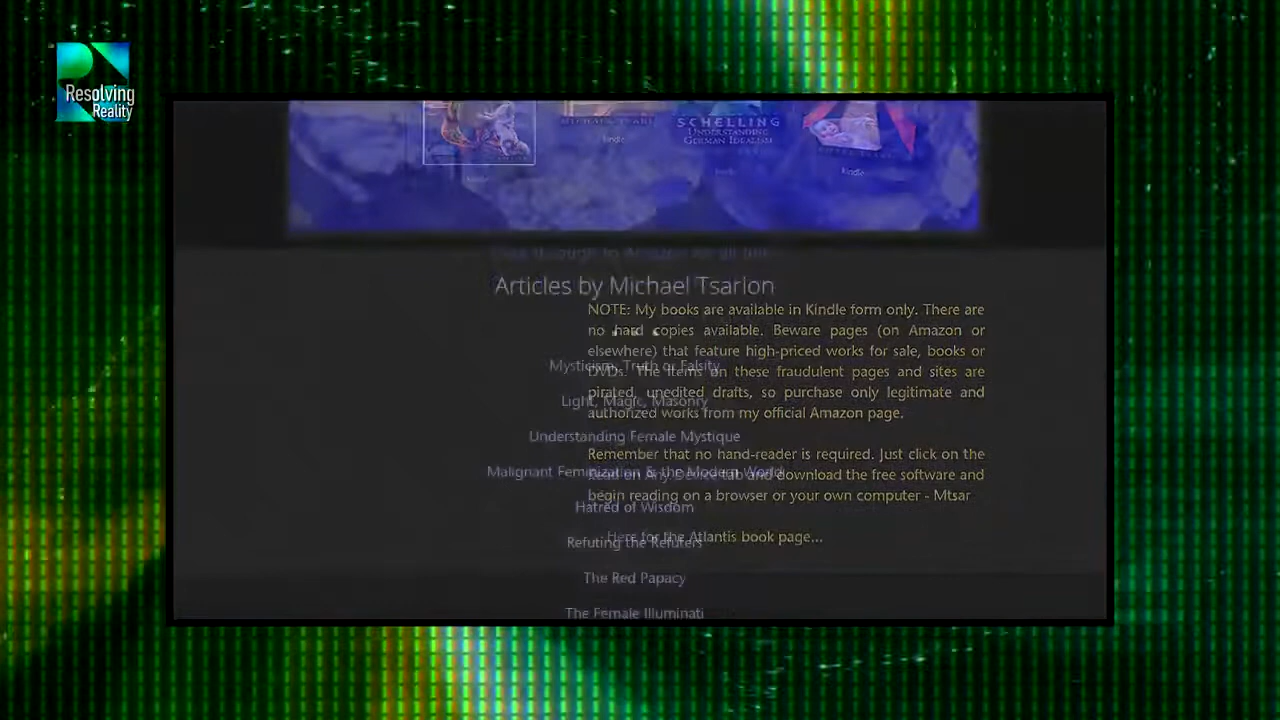 Resolving
Reality
SCHELLING
UNDERSTANDING
GERMAN IDEALISM
kindle
kindle
Articles by Michael Tsarion
NOTE: My books are available in Kindle form only. There are
no hard copies available. Beware pages (on Amazon or
elsewhere) that feature high-priced works for sale, books or
DVDs. The items on these fraudulent pages and sites are
pirated, unedited drafts, so purchase only legitimate and
authorized works from my official Amazon page.
Remember that no hand-reader is required. Just click on the
Read on Any Device tab and download the free software and
begin reading on a browser or your own computer - Mtsar
Here for the Atlantis book page...
Mysticism, Truth or Falsity
Light, Magic, Masonry
Understanding Female Mystique
Malignant Feminization & the Modern World
Hatred of Wisdom
Refuting the Refuters
The Red Papacy
The Female Illuminati